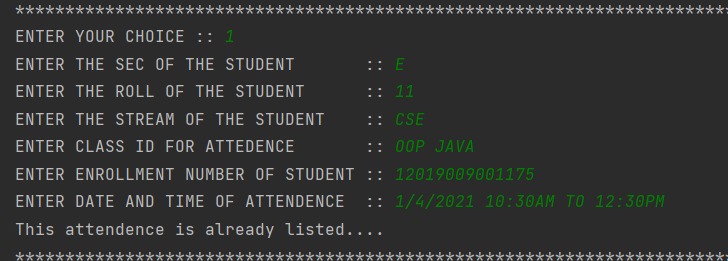 ************************************************************************
ENTER YOUR CHOICE :: 1
ENTER THE SEC OF THE STUDENT       :: E
ENTER THE ROLL OF THE STUDENT      :: 11
ENTER THE STREAM OF THE STUDENT    :: CSE
ENTER CLASS ID FOR ATTEDENCE       :: OOP JAVA
ENTER ENROLLMENT NUMBER OF STUDENT :: 12019009001175
ENTER DATE AND TIME OF ATTENDENCE  :: 1/4/2021 10:30AM TO 12:30PM
This attendence is already listed....
************************************************************************